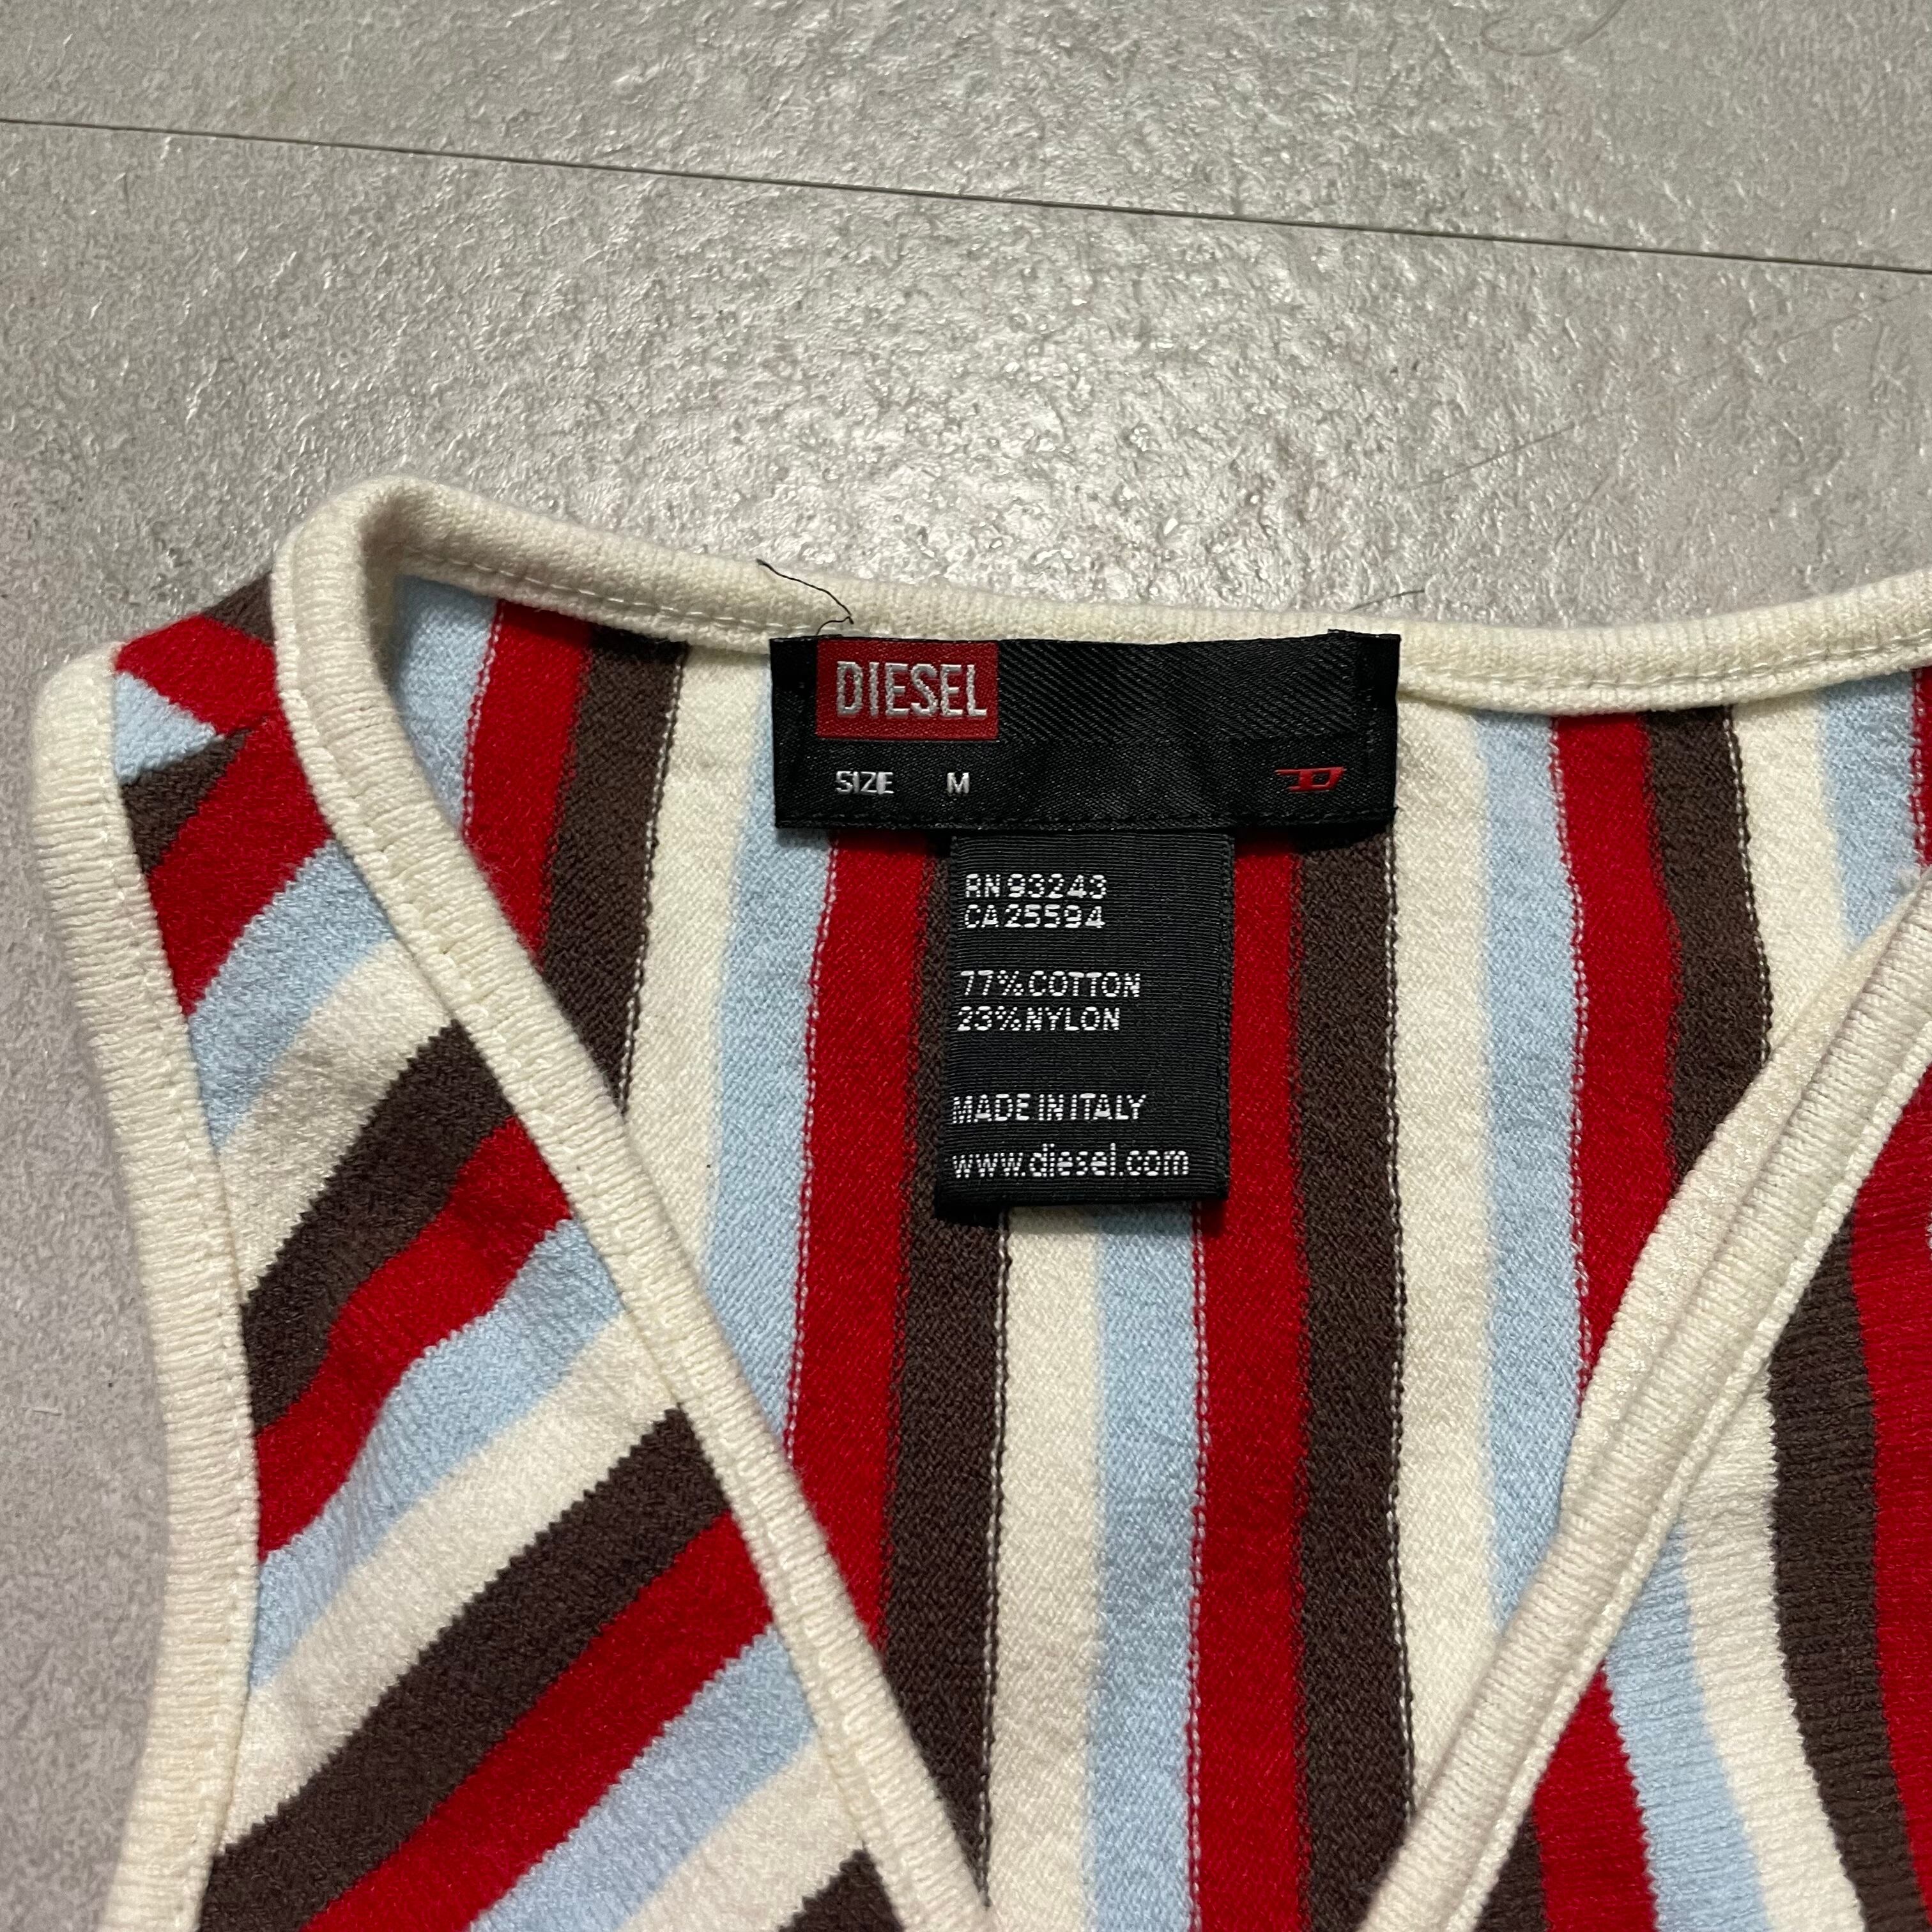 DIESEL
SIZE M
RN 93243
CA 25594
77% COTTON
23% NYLON
MADE IN ITALY
www.diesel.com